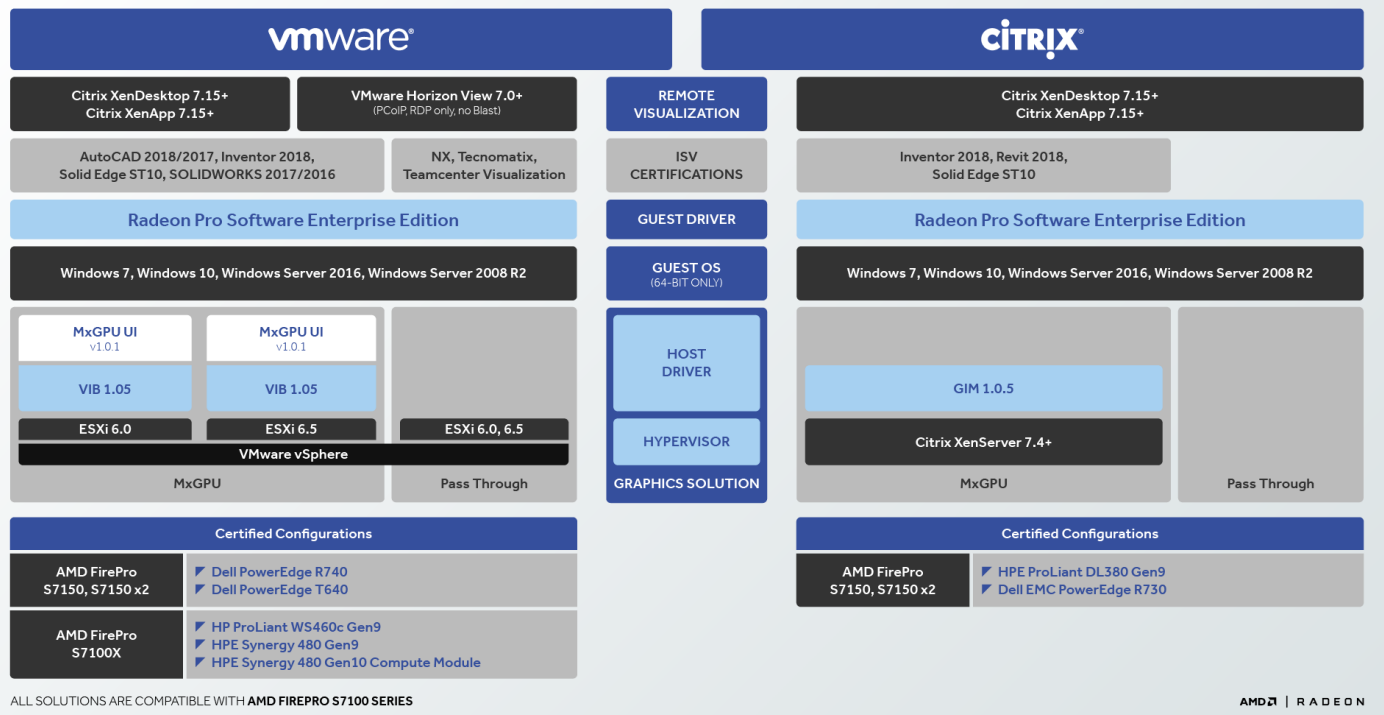 vmware®
CİTRIX®
Citrix XenDesktop 7.15+
Citrix XenApp 7.15+
VMware Horizon View 7.0+
(PCoIP, RDP only, no Blast)
REMOTE
VISUALIZATION
Citrix XenDesktop 7.15+
Citrix XenApp 7.15+
AutoCAD 2018/2017, Inventor 2018,
Solid Edge ST10, SOLIDWORKS 2017/2016
NX, Tecnomatix,
Teamcenter Visualization
ISV
CERTIFICATIONS
Inventor 2018, Revit 2018,
Solid Edge ST10
Radeon Pro Software Enterprise Edition
GUEST DRIVER
Radeon Pro Software Enterprise Edition
Windows 7, Windows 10, Windows Server 2016, Windows Server 2008 R2
GUEST OS
(64-BIT ONLY)
Windows 7, Windows 10, Windows Server 2016, Windows Server 2008 R2
MxGPU UI
v1.0.1
MxGPU UI
v1.0.1
VIB 1.05
VIB 1.05
ESXi 6.0
ESXi 6.5
ESXi 6.0, 6.5
VMware vSphere
MxGPU
Pass Through
HOST
DRIVER
HYPERVISOR
GRAPHICS SOLUTION
GIM 1.0.5
Citrix XenServer 7.4+
MxGPU
Pass Through
Certified Configurations
AMD FirePro
S7150, S7150 x2
Dell PowerEdge R740
Dell PowerEdge T640
AMD FirePro
S7100X
HP ProLiant WS460c Gen9
HPE Synergy 480 Gen9
HPE Synergy 480 Gen10 Compute Module
Certified Configurations
AMD FirePro
S7150, S7150 x2
HPE ProLiant DL380 Gen9
Dell EMC PowerEdge R730
ALL SOLUTIONS ARE COMPATIBLE WITH AMD FIREPRO S7100 SERIES
AMD | RADEON